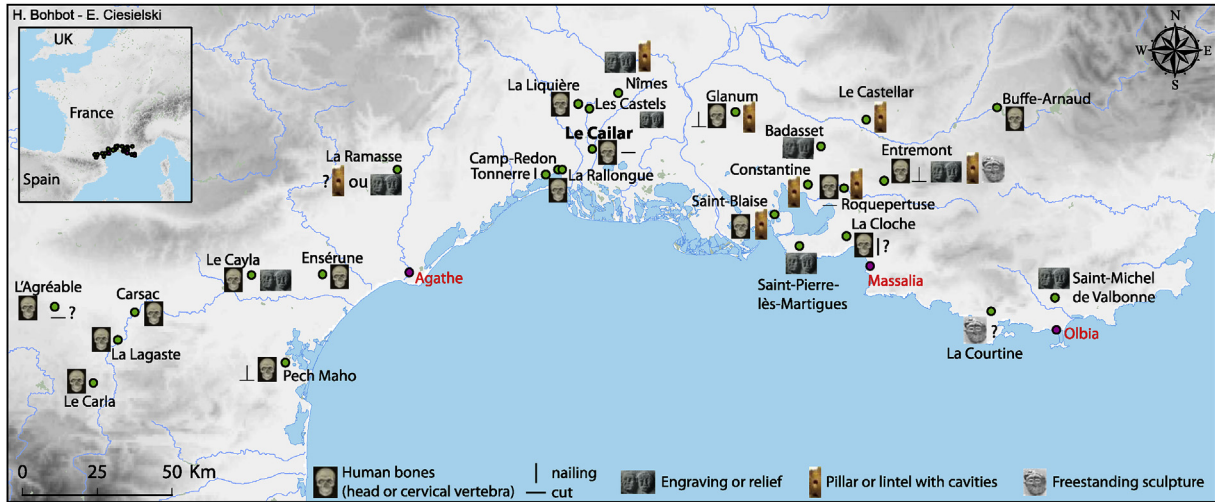 H. Bohbot - E. Ciesielski
UK
France
Spain
N
W E
S
Nîmes
La Liquière
Les Castels
Le Cailar
Glanum
Le Castellar
Buffe-Arnaud
Badasset
Entremont
La Ramasse
? ou
Camp-Redon
Tonnerre I
La Rallongue
Constantine
Roquepertuse
Saint-Blaise
La Cloche
?
Massalia
Saint-Pierre-
lès-Martigues
Saint-Michel
de Valbonne
La Courtine
?
Olbia
Le Cayla
Ensérune
Agathe
L'Agréable
?
Carsac
La Lagaste
Le Carla
Pech Maho
0 25 50 Km
Human bones
(head or cervical vertebra)
nailing
cut
Engraving or relief
Pillar or lintel with cavities
Freestanding sculpture